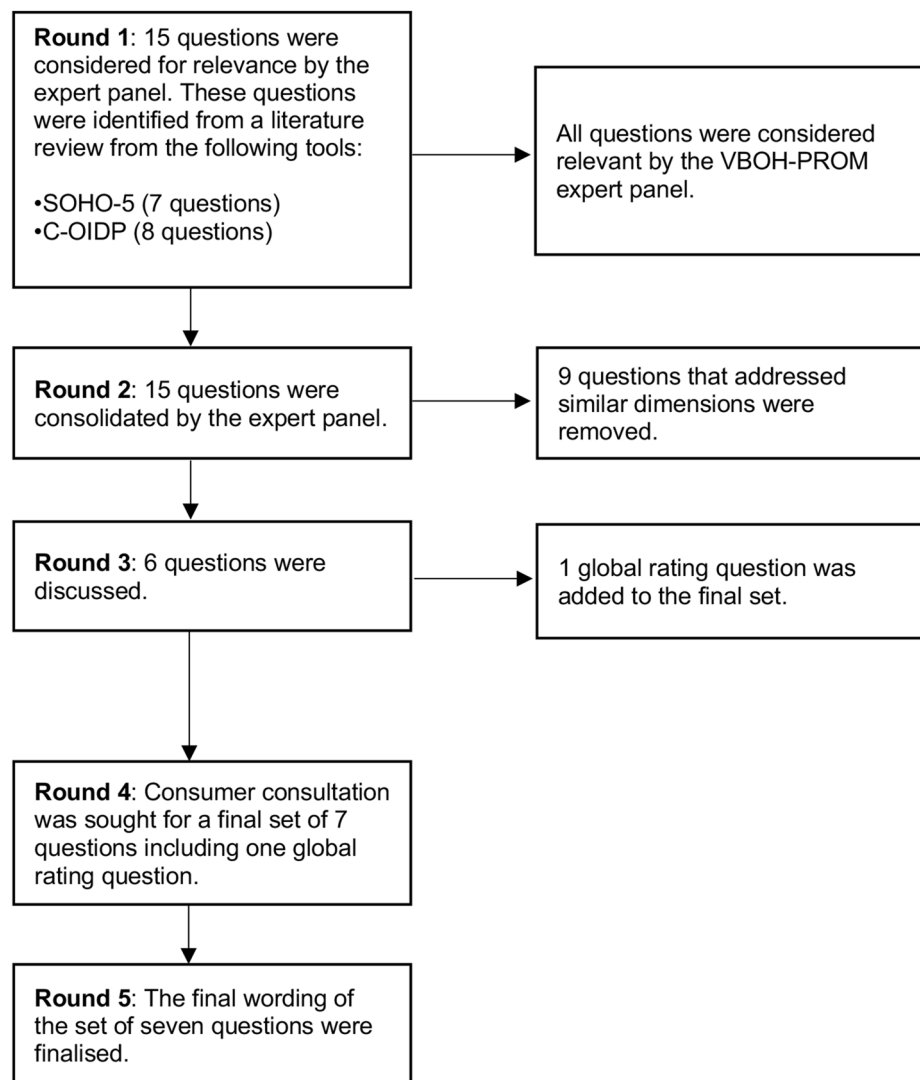 Round 1: 15 questions were
considered for relevance by the
expert panel. These questions
were identified from a literature
review from the following tools:
•SOHO-5 (7 questions)
•C-OIDP (8 questions)
All questions were considered
relevant by the VBOH-PROM
expert panel.
Round 2: 15 questions were
consolidated by the expert panel.
9 questions that addressed
similar dimensions were
removed.
Round 3: 6 questions were
discussed.
1 global rating question was
added to the final set.
Round 4: Consumer consultation
was sought for a final set of 7
questions including one global
rating question.
Round 5: The final wording of
the set of seven questions were
finalised.